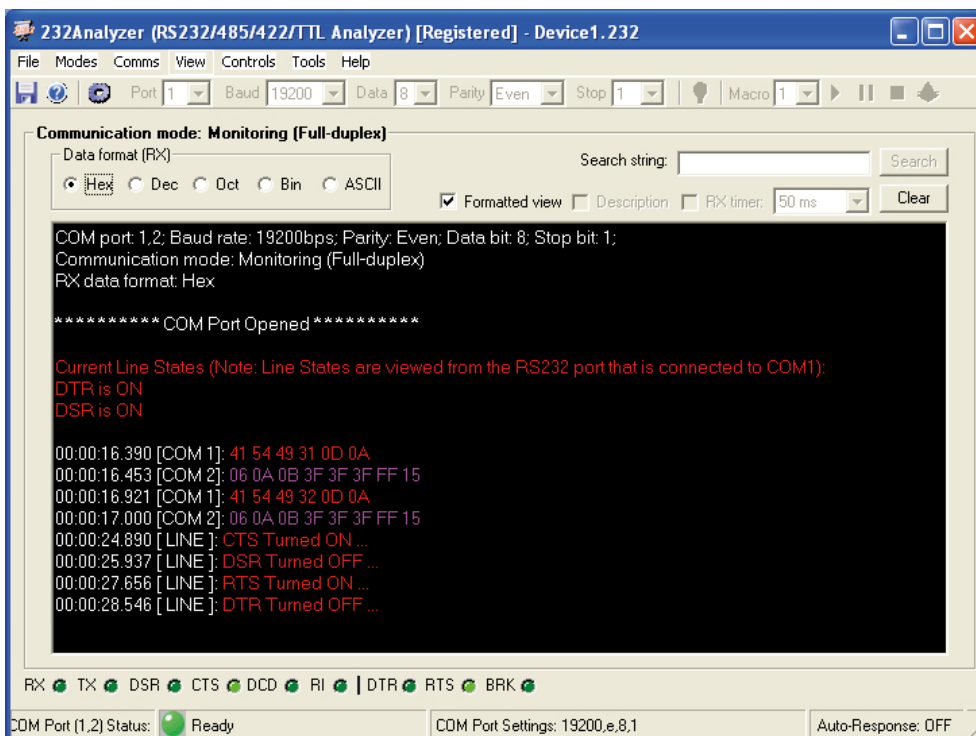 232Analyzer (RS232/485/422/TTL Analyzer) [Registered] - Device1.232
File Modes Comms View Controls Tools Help
Port 1 Baud 19200 Data 8 Parity Even Stop 1 Macro 1
Communication mode: Monitoring (Full-duplex)
Data format (RX)
Hex Dec Oct Bin ASCII
Search string: Search
Formatted view Description RX timer: 50 ms Clear
COM port: 1,2; Baud rate: 19200bps; Parity: Even; Data bit: 8; Stop bit: 1;
Communication mode: Monitoring (Full-duplex)
RX data format: Hex
********** COM Port Opened **********
Current Line States (Note: Line States are viewed from the RS232 port that is connected to COM1):
DTR is ON
DSR is ON
00:00:16.390 [COM 1]: 41 54 49 31 0D 0A
00:00:16.453 [COM 2]: 06 0A 0B 3F 3F 3F FF 15
00:00:16.921 [COM 1]: 41 54 49 32 0D 0A
00:00:17.000 [COM 2]: 06 0A 0B 3F 3F 3F FF 15
00:00:24.890 [ LINE ]: CTS Turned ON ...
00:00:25.937 [ LINE ]: DSR Turned OFF ...
00:00:27.656 [ LINE ]: RTS Turned ON ...
00:00:28.546 [ LINE ]: DTR Turned OFF ...
RX TX DSR CTS DCD RI | DTR RTS BRK
COM Port (1,2) Status: Ready COM Port Settings: 19200,e,8,1 Auto-Response: OFF